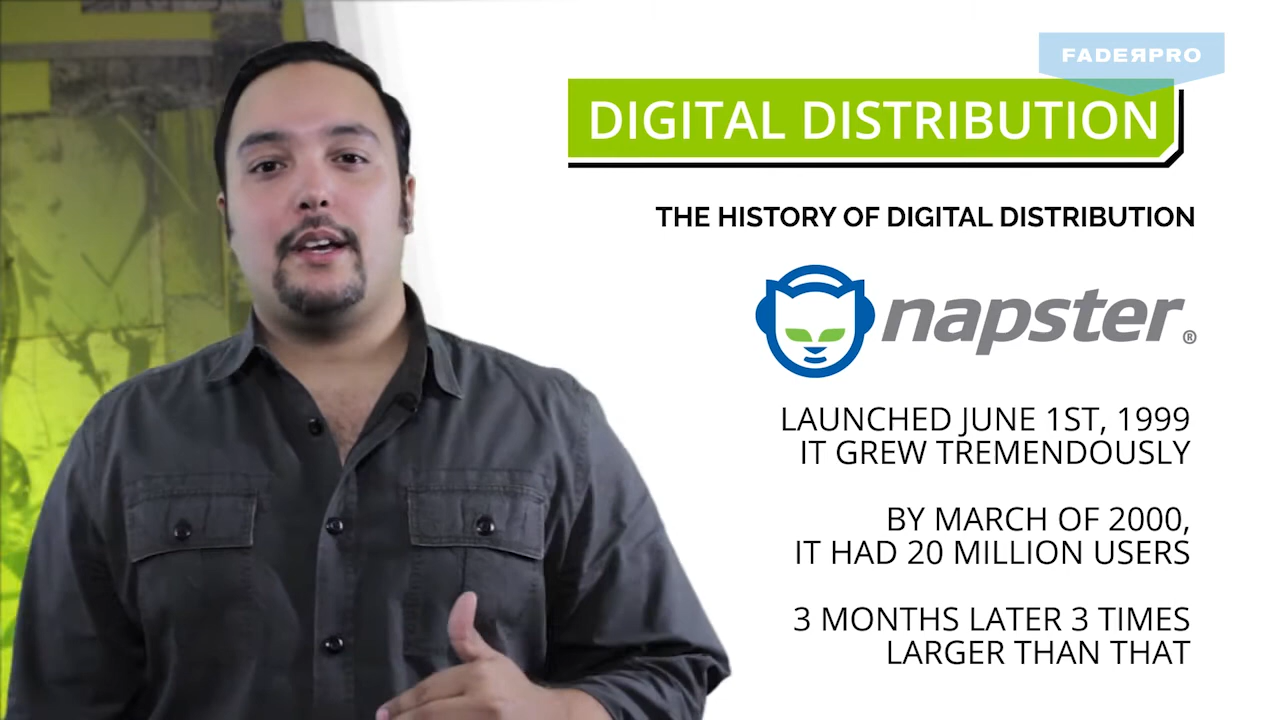 FADERPRO
DIGITAL DISTRIBUTION
THE HISTORY OF DIGITAL DISTRIBUTION
napster®
LAUNCHED JUNE 1ST, 1999
IT GREW TREMENDOUSLY
BY MARCH OF 2000,
IT HAD 20 MILLION USERS
3 MONTHS LATER 3 TIMES
LARGER THAN THAT